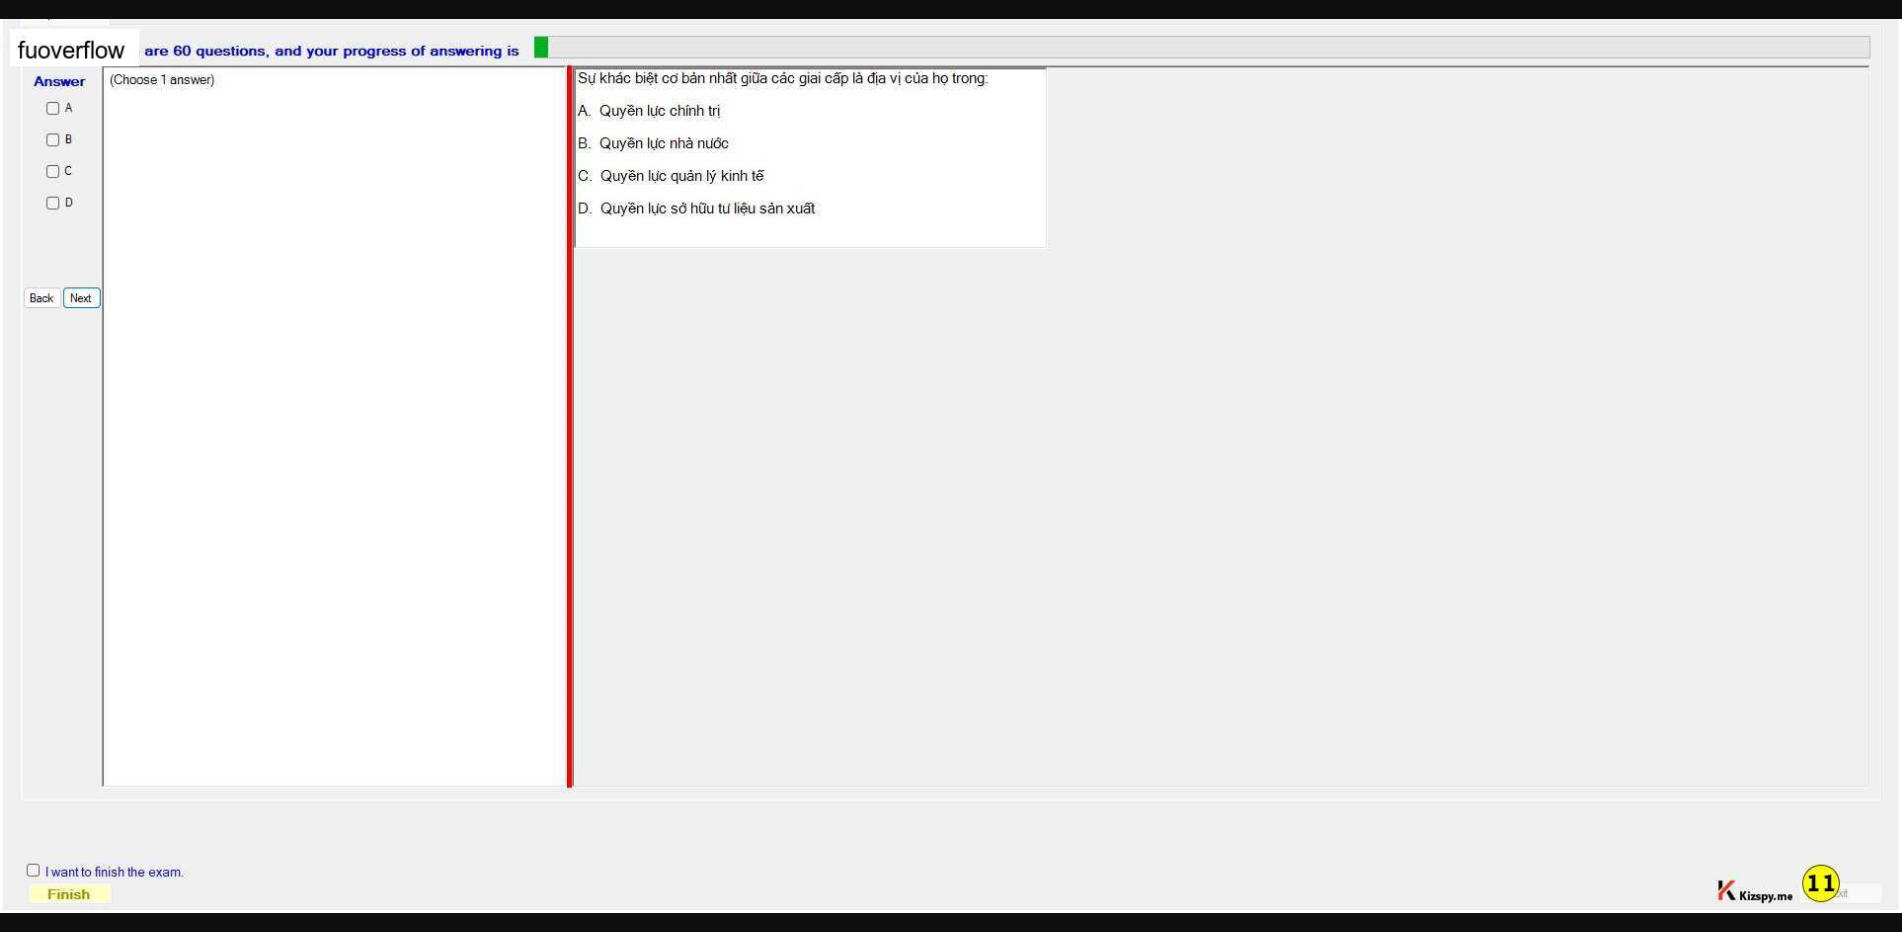 fuoverflow are 60 questions, and your progress of answering is
Answer
(Choose 1 answer)
A
B
C
D
Back Next
Sự khác biệt cơ bản nhất giữa các giai cấp là địa vị của họ trong:
A. Quyền lực chính trị
B. Quyền lực nhà nước
C. Quyền lực quản lý kinh tế
D. Quyền lực sở hữu tư liệu sản xuất
I want to finish the exam.
Finish
Kizspy.me
11